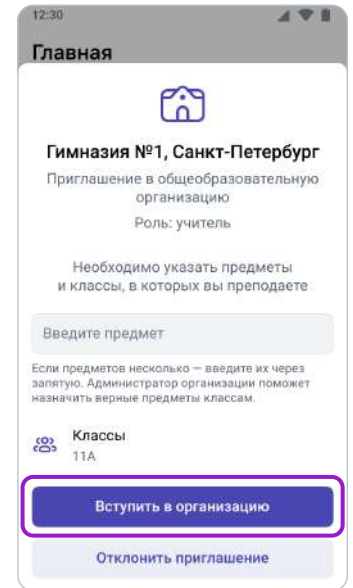 12:30
Главная
Гимназия №1, Санкт-Петербург
Приглашение в общеобразовательную
организацию
Роль: учитель
Необходимо указать предметы
и классы, в которых вы преподаете
Введите предмет
Если предметов несколько — введите их через
запятую. Администратор организации поможет
назначить верные предметы классам.
Классы
11А
Вступить в организацию
Отклонить приглашение